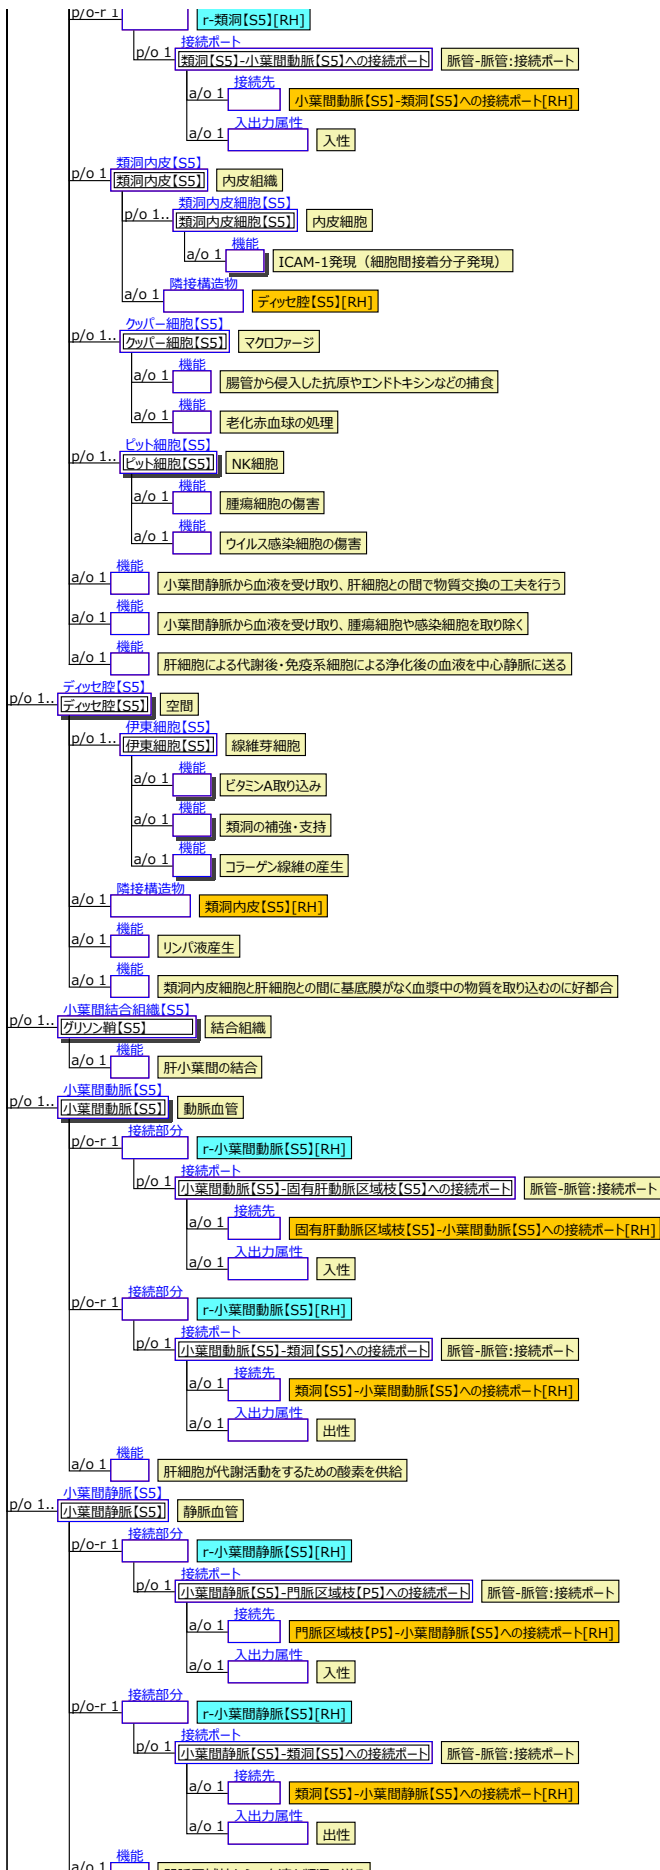 p/o-r 1
r-類洞【S5】[RH]
接続ポート
p/o 1 類洞【S5】-小葉間動脈【S5】への接続ポート 脈管-脈管:接続ポート
接続先
a/o 1 小葉間動脈【S5】-類洞【S5】への接続ポート[RH]
入出力属性
a/o 1 入性
類洞内皮【S5】
p/o 1 類洞内皮【S5】 内皮組織
類洞内皮細胞【S5】
p/o 1.. 類洞内皮細胞【S5】 内皮細胞
機能
a/o 1 ICAM-1発現（細胞間接着分子発現）
隣接構造物
a/o 1 ディッセ腔【S5】[RH]
クッパー細胞【S5】
p/o 1.. クッパー細胞【S5】 マクロファージ
機能
a/o 1 腸管から侵入した抗原やエンドトキシンなどの捕食
機能
a/o 1 老化赤血球の処理
ピット細胞【S5】
p/o 1.. ピット細胞【S5】 NK細胞
機能
a/o 1 腫瘍細胞の傷害
機能
a/o 1 ウイルス感染細胞の傷害
機能
a/o 1 小葉間静脈から血液を受け取り、肝細胞との間で物質交換の工夫を行う
機能
a/o 1 小葉間静脈から血液を受け取り、腫瘍細胞や感染細胞を取り除く
機能
a/o 1 肝細胞による代謝後・免疫系細胞による浄化後の血液を中心静脈に送る
ディッセ腔【S5】
p/o 1.. ディッセ腔【S5】 空間
伊東細胞【S5】
p/o 1.. 伊東細胞【S5】 線維芽細胞
機能
a/o 1 ビタミンA取り込み
機能
a/o 1 類洞の補強・支持
機能
a/o 1 コラーゲン線維の産生
隣接構造物
a/o 1 類洞内皮【S5】[RH]
機能
a/o 1 リンパ液産生
機能
a/o 1 類洞内皮細胞と肝細胞との間に基底膜がなく血漿中の物質を取り込むのに好都合
小葉間結合組織【S5】
p/o 1.. グリソン鞘【S5】 結合組織
機能
a/o 1 肝小葉間の結合
小葉間動脈【S5】
p/o 1.. 小葉間動脈【S5】 動脈血管
接続部分
p/o-r 1 r-小葉間動脈【S5】[RH]
接続ポート
p/o 1 小葉間動脈【S5】-固有肝動脈区域枝【S5】への接続ポート 脈管-脈管:接続ポート
接続先
a/o 1 固有肝動脈区域枝【S5】-小葉間動脈【S5】への接続ポート[RH]
入出力属性
a/o 1 入性
接続部分
p/o-r 1 r-小葉間動脈【S5】[RH]
接続ポート
p/o 1 小葉間動脈【S5】-類洞【S5】への接続ポート 脈管-脈管:接続ポート
接続先
a/o 1 類洞【S5】-小葉間動脈【S5】への接続ポート[RH]
入出力属性
a/o 1 出性
機能
a/o 1 肝細胞が代謝活動をするための酸素を供給
小葉間静脈【S5】
p/o 1.. 小葉間静脈【S5】 静脈血管
接続部分
p/o-r 1 r-小葉間静脈【S5】[RH]
接続ポート
p/o 1 小葉間静脈【S5】-門脈区域枝【P5】への接続ポート 脈管-脈管:接続ポート
接続先
a/o 1 門脈区域枝【P5】-小葉間静脈【S5】への接続ポート[RH]
入出力属性
a/o 1 入性
接続部分
p/o-r 1 r-小葉間静脈【S5】[RH]
接続ポート
p/o 1 小葉間静脈【S5】-類洞【S5】への接続ポート 脈管-脈管:接続ポート
接続先
a/o 1 類洞【S5】-小葉間静脈【S5】への接続ポート[RH]
入出力属性
a/o 1 出性
機能
a/o 1